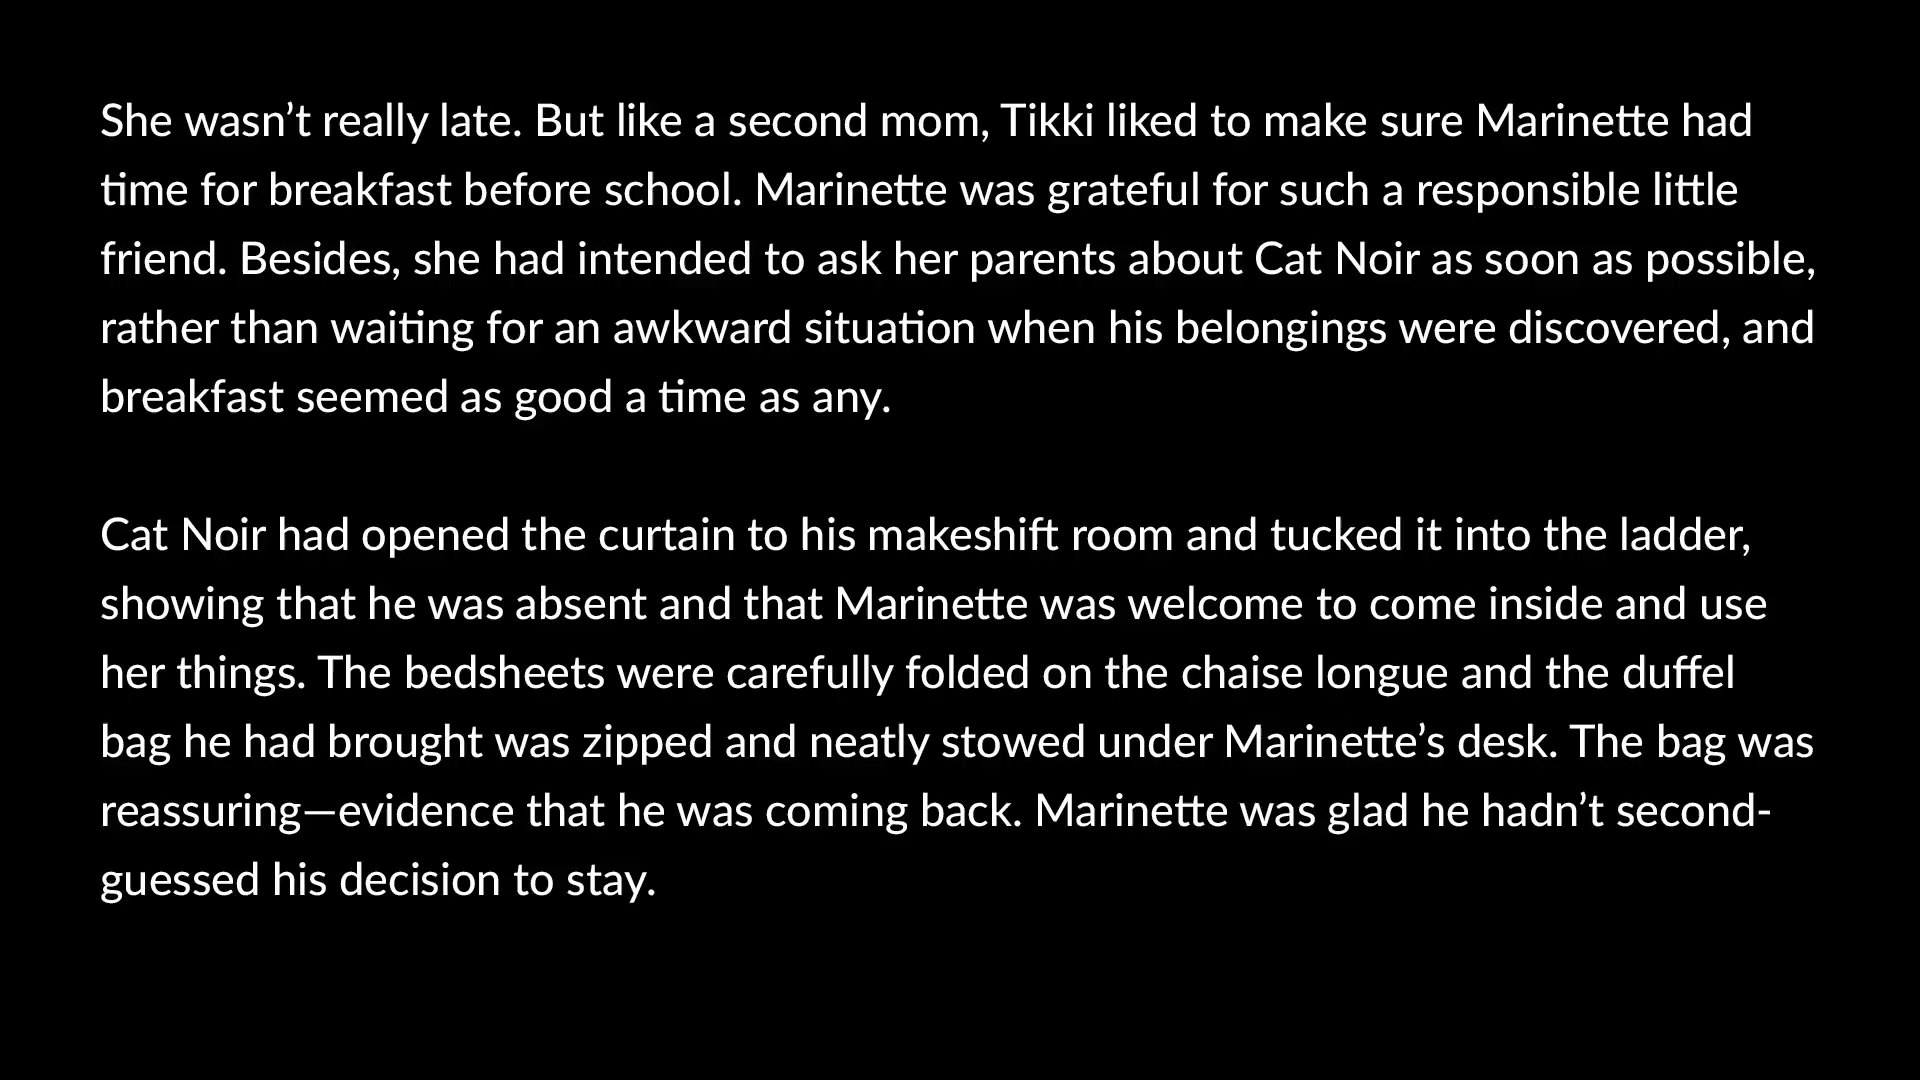 She wasn’t really late. But like a second mom, Tikki liked to make sure Marinette had
time for breakfast before school. Marinette was grateful for such a responsible little
friend. Besides, she had intended to ask her parents about Cat Noir as soon as possible,
rather than waiting for an awkward situation when his belongings were discovered, and
breakfast seemed as good a time as any.
Cat Noir had opened the curtain to his makeshift room and tucked it into the ladder,
showing that he was absent and that Marinette was welcome to come inside and use
her things. The bedsheets were carefully folded on the chaise longue and the duffel
bag he had brought was zipped and neatly stowed under Marinette’s desk. The bag was
reassuring—evidence that he was coming back. Marinette was glad he hadn’t second-
guessed his decision to stay.